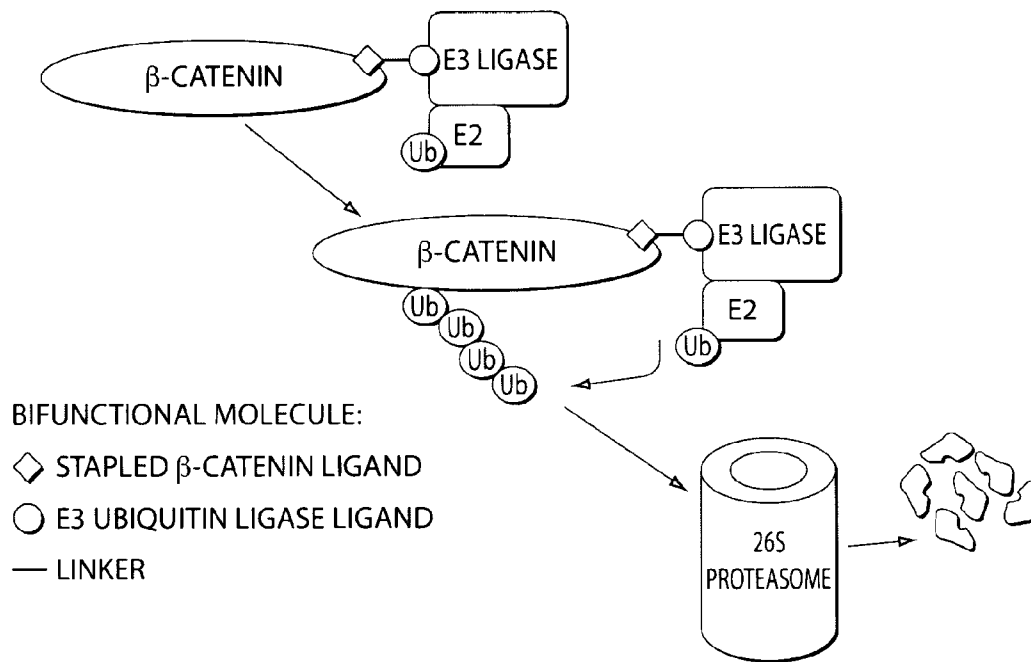 β-CATENIN
E3 LIGASE
E2
Ub
β-CATENIN
E3 LIGASE
E2
Ub
Ub
Ub
Ub
Ub
BIFUNCTIONAL MOLECULE:
STAPLED β-CATENIN LIGAND
E3 UBIQUITIN LIGASE LIGAND
LINKER
26S
PROTEASOME